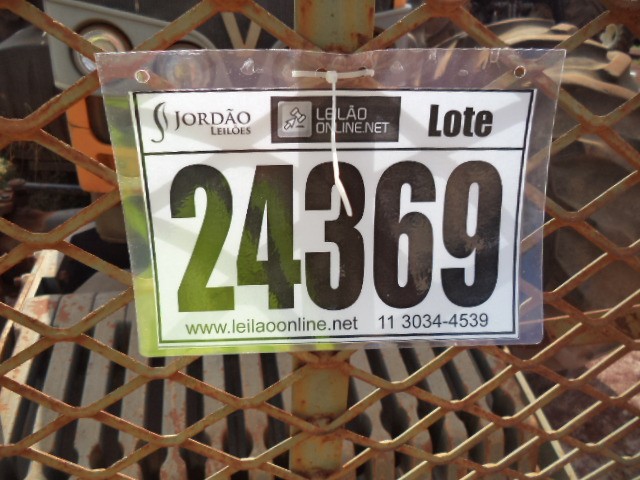 JORDÃO
LEILÕES
LEILÃO
ONLINE.NET
Lote
24369
www.leilaoonline.net 11 3034-4539